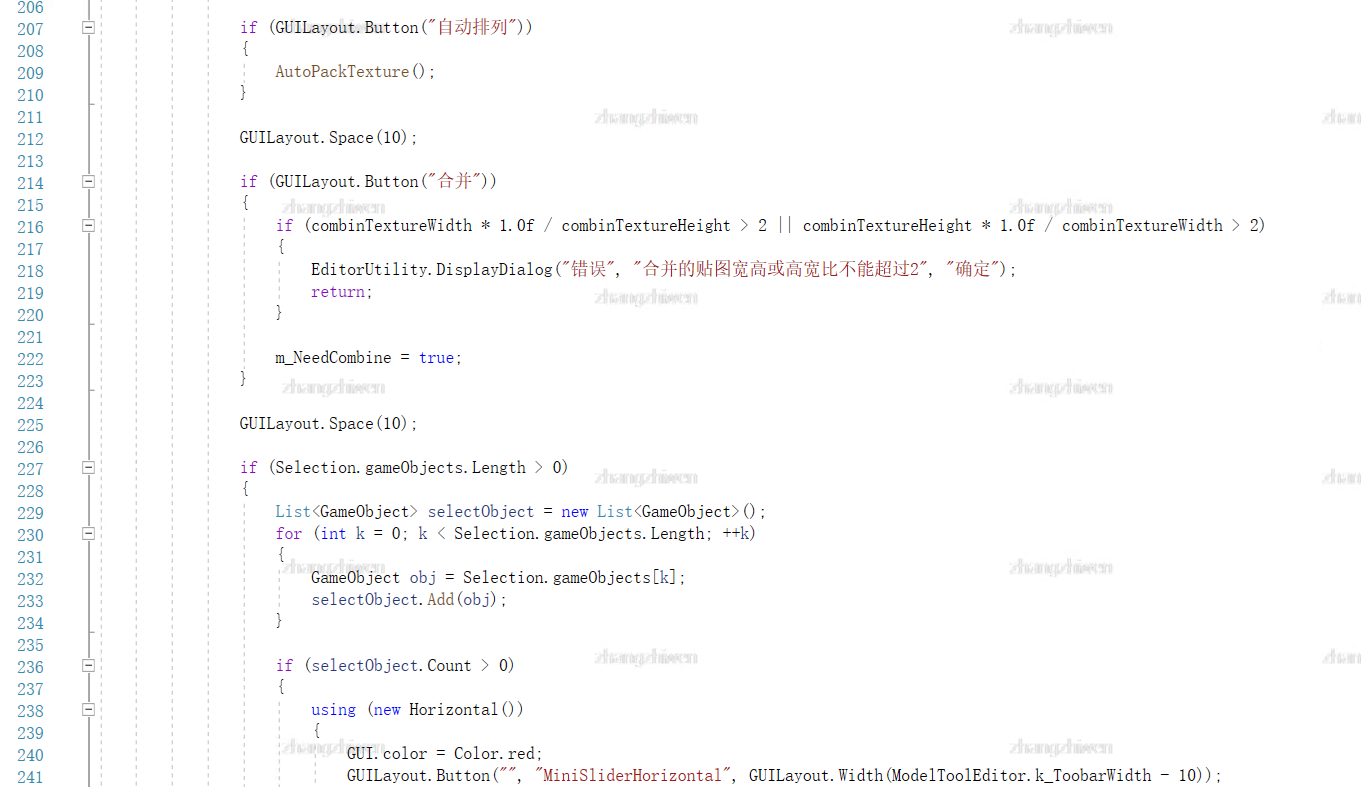 206
207 if (GUILayout.Button("自动排列"))
208 {
209 AutoPackTexture();
210 }
211
212 GUILayout.Space(10);
213
214 if (GUILayout.Button("合并"))
215 {
216 if (combinTextureWidth * 1.0f / combinTextureHeight > 2 || combinTextureHeight * 1.0f / combinTextureWidth > 2)
217 {
218 EditorUtility.DisplayDialog("错误", "合并的贴图宽高或高宽比不能超过2", "确定");
219 return;
220 }
221
222 m_NeedCombine = true;
223 }
224
225 GUILayout.Space(10);
226
227 if (Selection.gameObjects.Length > 0)
228 {
229 List<GameObject> selectObject = new List<GameObject>();
230 for (int k = 0; k < Selection.gameObjects.Length; ++k)
231 {
232 GameObject obj = Selection.gameObjects[k];
233 selectObject.Add(obj);
234 }
235
236 if (selectObject.Count > 0)
237 {
238 using (new Horizontal())
239 {
240 GUI.color = Color.red;
241 GUILayout.Button("", "MiniSliderHorizontal", GUILayout.Width(ModelToolEditor.k_ToobarWidth - 10));